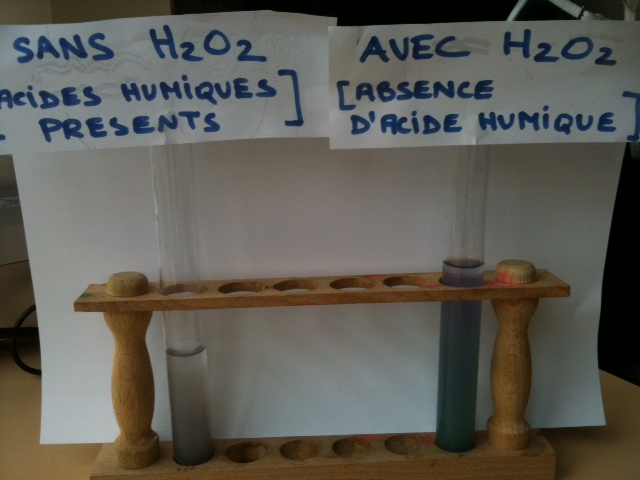 SANS H2O2
ACIDES HUMIQUES]
PRESENTS
AVEC H2O2
[ABSENCE
D'ACIDE HUMIQUE]